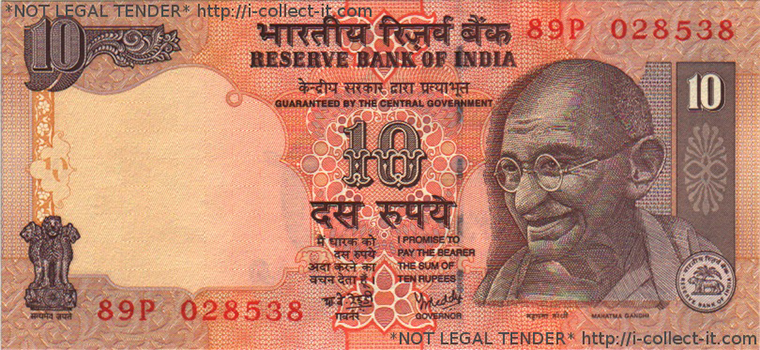 *NOT LEGAL TENDER* http://i-collect-it.com
10
भारतीय रिज़र्व बैंक
89P 028538
RESERVE BANK OF INDIA
केन्द्रीय सरकार द्वारा प्रत्याभूत
GUARANTEED BY THE CENTRAL GOVERNMENT
10
10
दस रुपये
मैं धारक को
दस रुपये
अदा करने का
वचन देता हूँ
I PROMISE TO
PAY THE BEARER
THE SUM OF
TEN RUPEES
गवर्नर
GOVERNOR
सत्यमेव जयते
89P 028538
महात्मा गांधी
MAHATMA GANDHI
भारतीय रिज़र्व बैंक
RESERVE BANK OF INDIA
*NOT LEGAL TENDER* http://i-collect-it.com